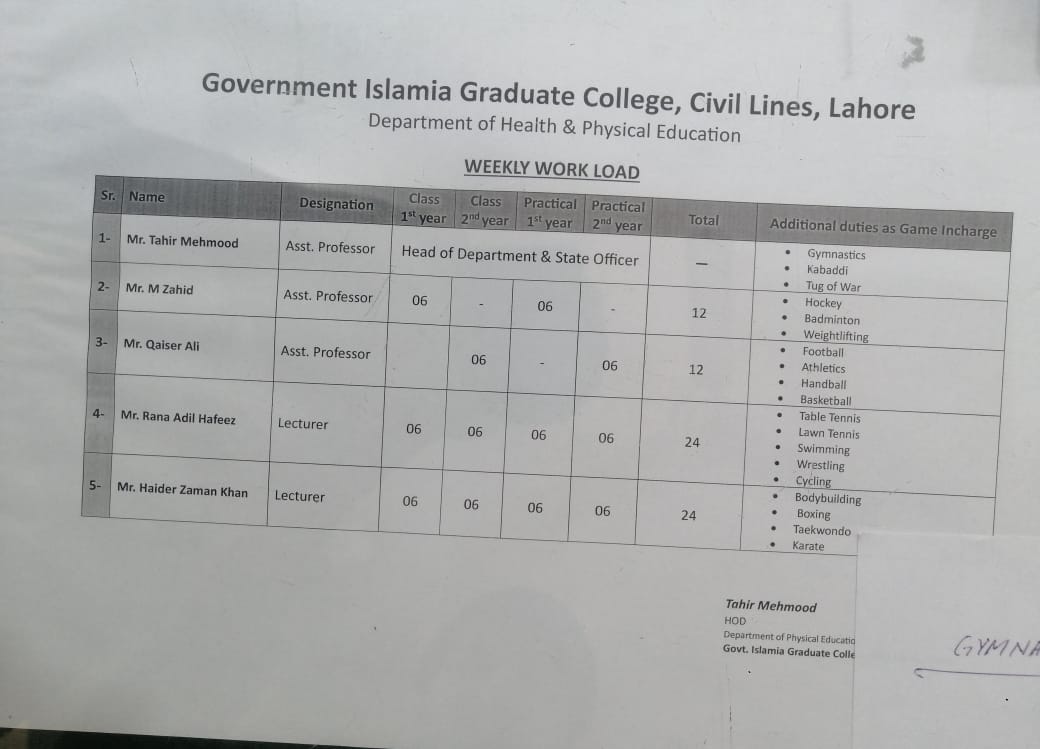 Government Islamia Graduate College, Civil Lines, Lahore
Department of Health & Physical Education
WEEKLY WORK LOAD
Sr. Name Designation Class 1st year Class 2nd year Practical 1st year Practical 2nd year Total Additional duties as Game Incharge
1- Mr. Tahir Mehmood Asst. Professor Head of Department & State Officer —
• Gymnastics
• Kabaddi
• Tug of War
2- Mr. M Zahid Asst. Professor 06 - 06 - 12
• Hockey
• Badminton
• Weightlifting
3- Mr. Qaiser Ali Asst. Professor 06 - 06 12
• Football
• Athletics
• Handball
• Basketball
4- Mr. Rana Adil Hafeez Lecturer 06 06 06 06 24
• Table Tennis
• Lawn Tennis
• Swimming
• Wrestling
• Cycling
5- Mr. Haider Zaman Khan Lecturer 06 06 06 06 24
• Bodybuilding
• Boxing
• Taekwondo
• Karate
Tahir Mehmood
HOD
Department of Physical Educatio
Govt. Islamia Graduate Colle
GYMNA